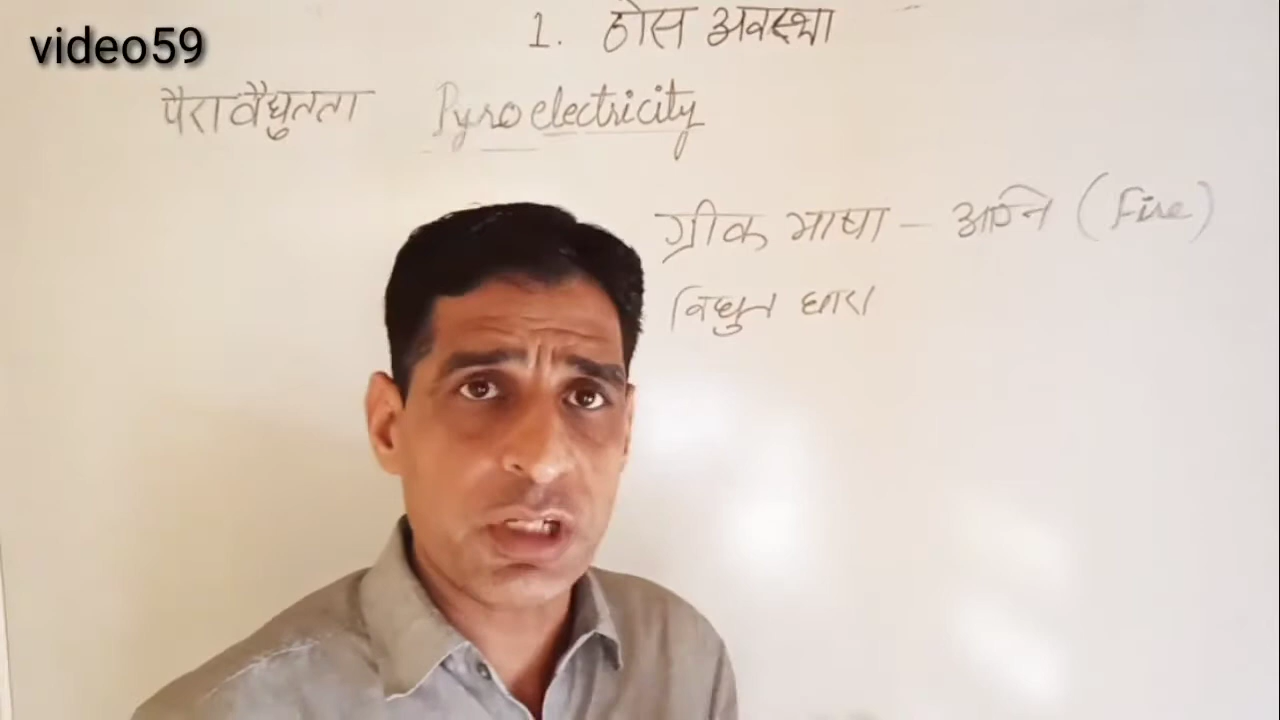 video59
1. ठोस अवस्था
पैरावैद्युतता Pyroelectricity
ग्रीक भाषा - अग्नि (Fire)
विद्युत धारा